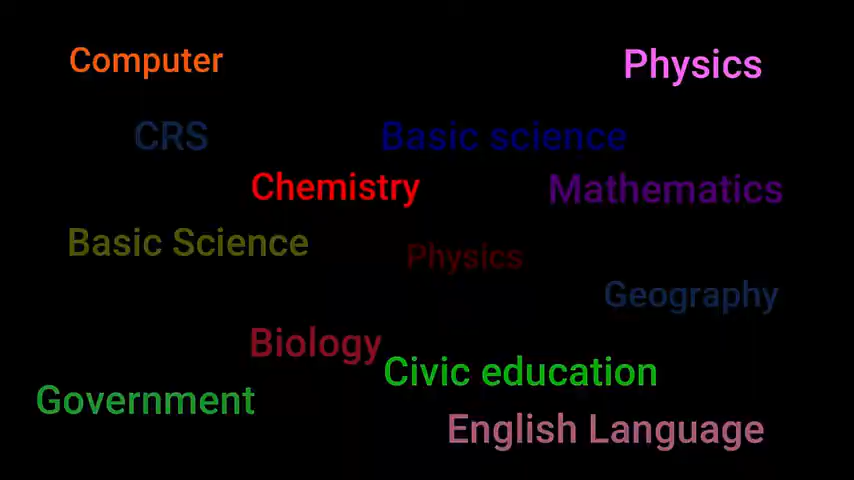 Computer
Physics
CRS
Basic science
Chemistry
Mathematics
Basic Science
Physics
Geography
Biology
Civic education
Government
English Language